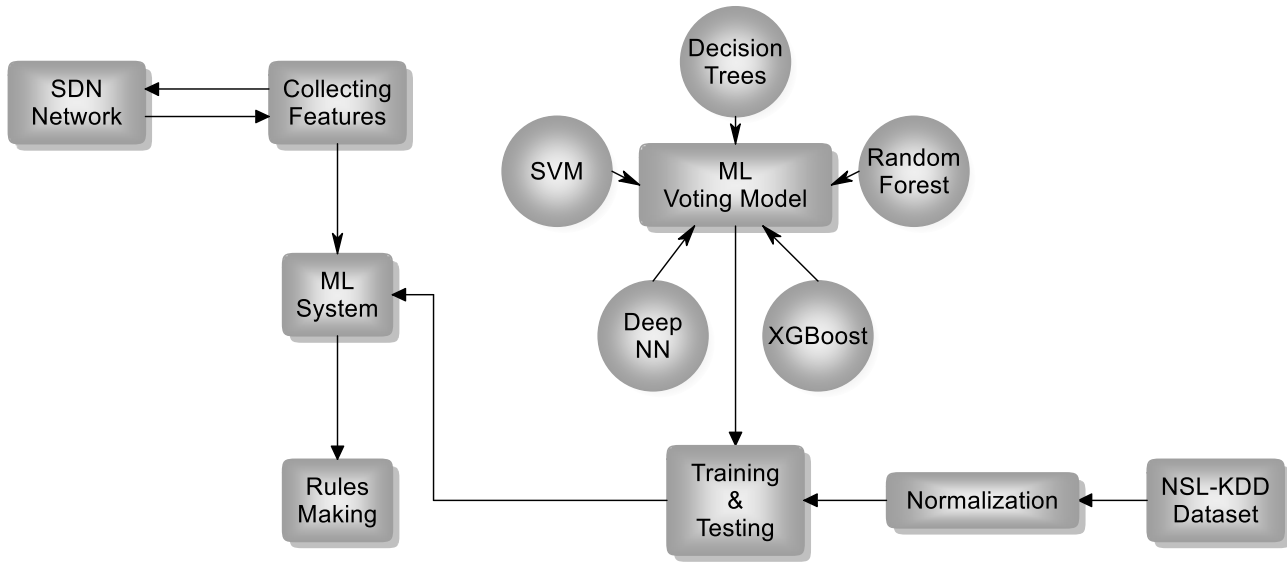 Decision
Trees
SDN
Network
Collecting
Features
SVM
ML
Voting Model
Random
Forest
ML
System
Deep
NN
XGBoost
Rules
Making
Training
&
Testing
Normalization
NSL-KDD
Dataset